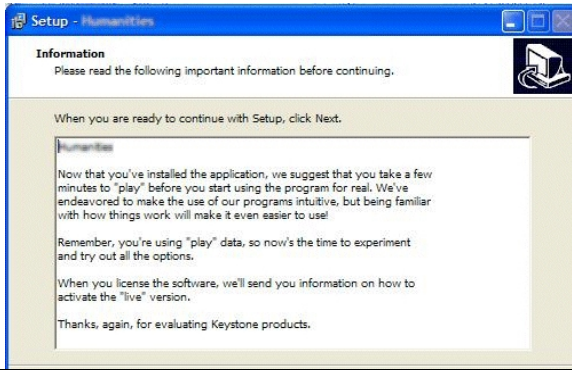 Setup - Humanities
Information
Please read the following important information before continuing.
When you are ready to continue with Setup, click Next.
Humanities
Now that you've installed the application, we suggest that you take a few
minutes to "play" before you start using the program for real. We've
endeavored to make the use of our programs intuitive, but being familiar
with how things work will make it even easier to use!
Remember, you're using "play" data, so now's the time to experiment
and try out all the options.
When you license the software, we'll send you information on how to
activate the "live" version.
Thanks, again, for evaluating Keystone products.